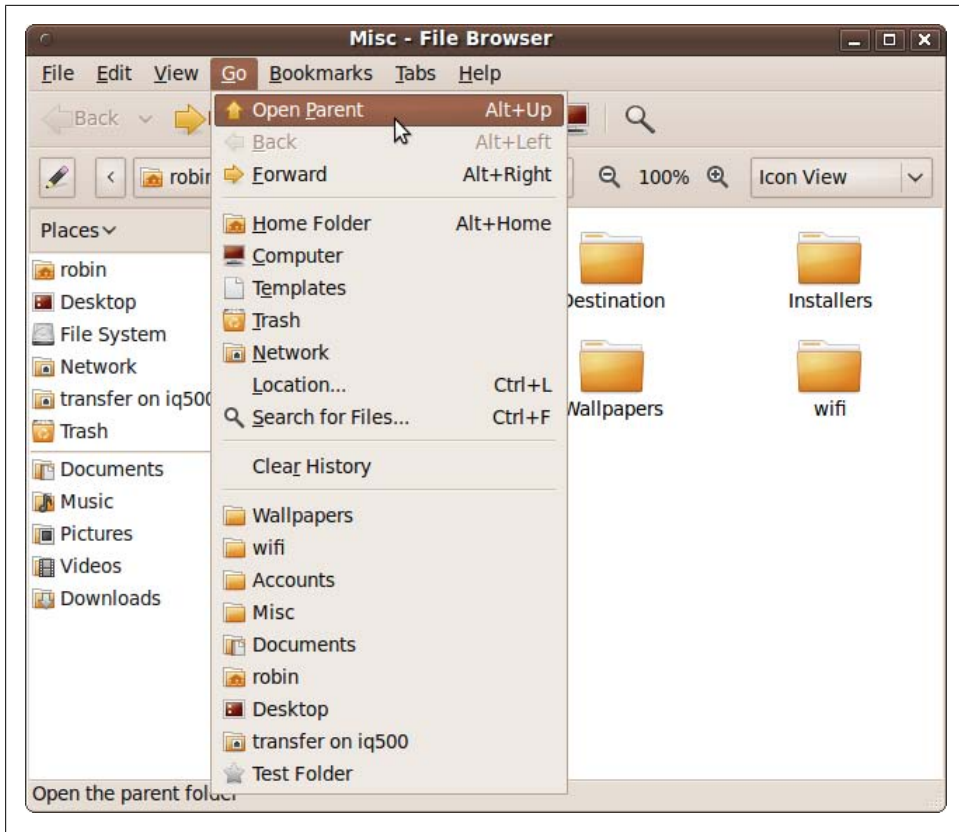 Misc - File Browser
File Edit View Go Bookmarks Tabs Help
Back
Open Parent Alt+Up
Back Alt+Left
Forward Alt+Right
100% Icon View
Places
robin
Desktop
File System
Network
transfer on iq500
Trash
Documents
Music
Pictures
Videos
Downloads
Home Folder Alt+Home
Computer
Templates
Trash
Network
Location... Ctrl+L
Search for Files... Ctrl+F
Clear History
Wallpapers
wifi
Accounts
Misc
Documents
robin
Desktop
transfer on iq500
Test Folder
Destination
Installers
Wallpapers
wifi
Open the parent folder